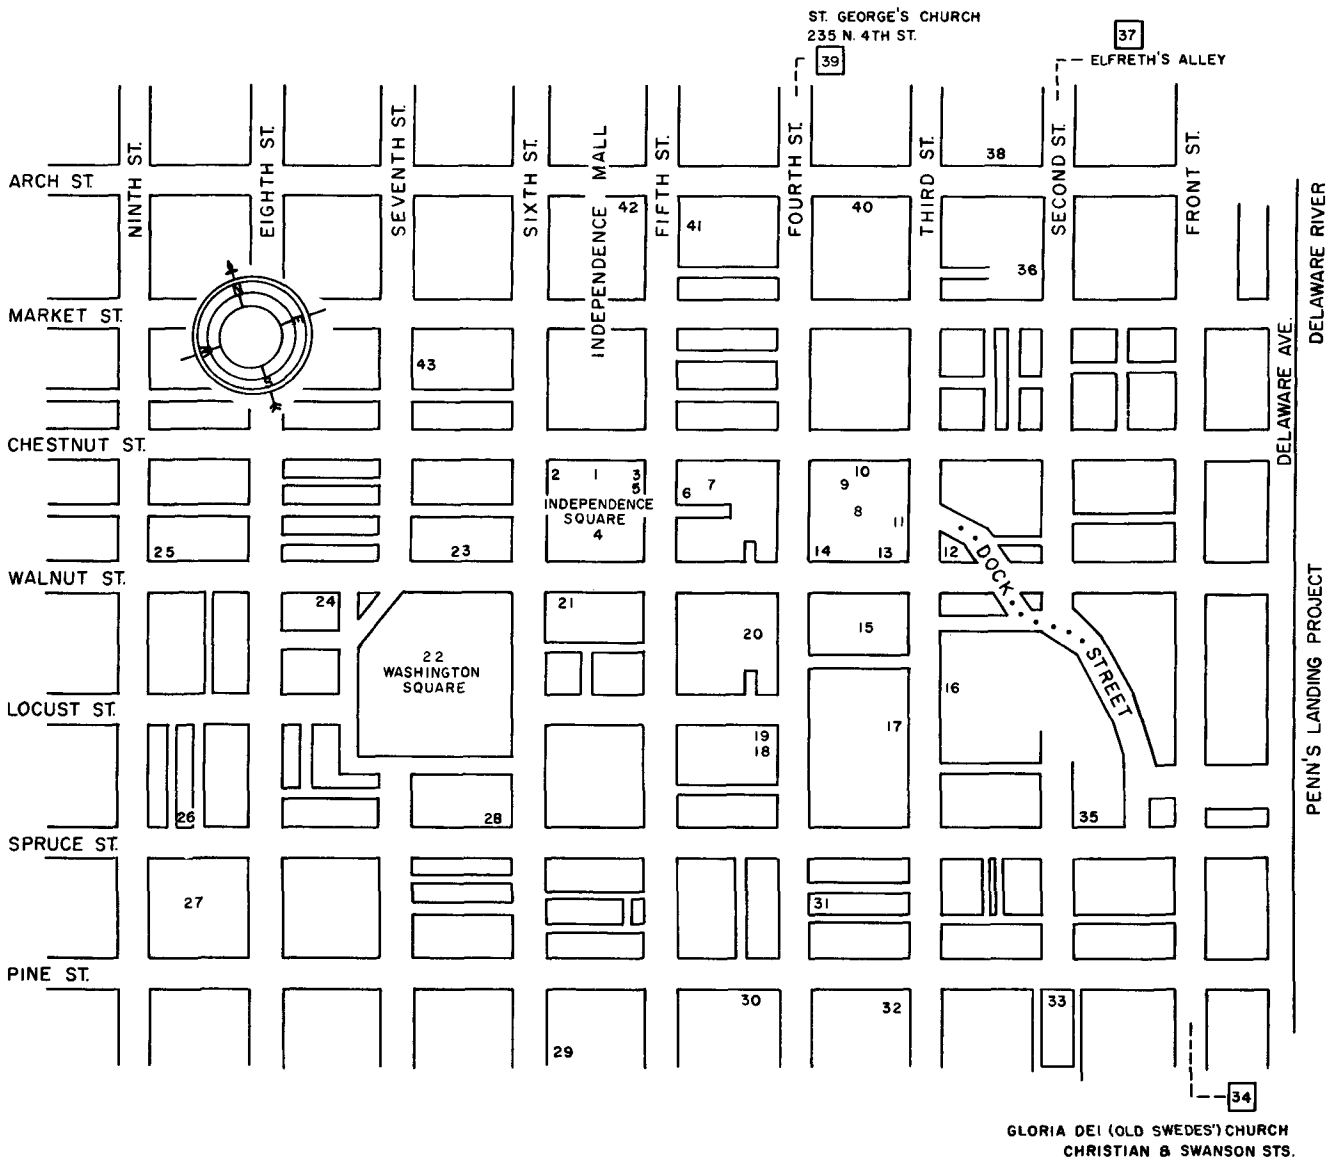 ST. GEORGE'S CHURCH
235 N. 4TH ST.
39
37
ELFRETH'S ALLEY
NINTH ST.
EIGHTH ST.
SEVENTH ST.
SIXTH ST.
INDEPENDENCE MALL
FIFTH ST.
FOURTH ST.
THIRD ST.
SECOND ST.
FRONT ST.
38
ARCH ST.
42
41
40
36
DELAWARE RIVER
N
E
W
S
MARKET ST.
43
DELAWARE AVE.
CHESTNUT ST.
2 1 3
5
6
7
10
9
8
11
INDEPENDENCE
SQUARE
4
25
23
14
13
12
DOCK
STREET
WALNUT ST.
24
21
20
15
16
22
WASHINGTON
SQUARE
PENN'S LANDING PROJECT
LOCUST ST.
19
18
17
26
28
35
SPRUCE ST.
27
31
PINE ST.
30
32
33
29
34
GLORIA DEI (OLD SWEDES') CHURCH
CHRISTIAN & SWANSON STS.